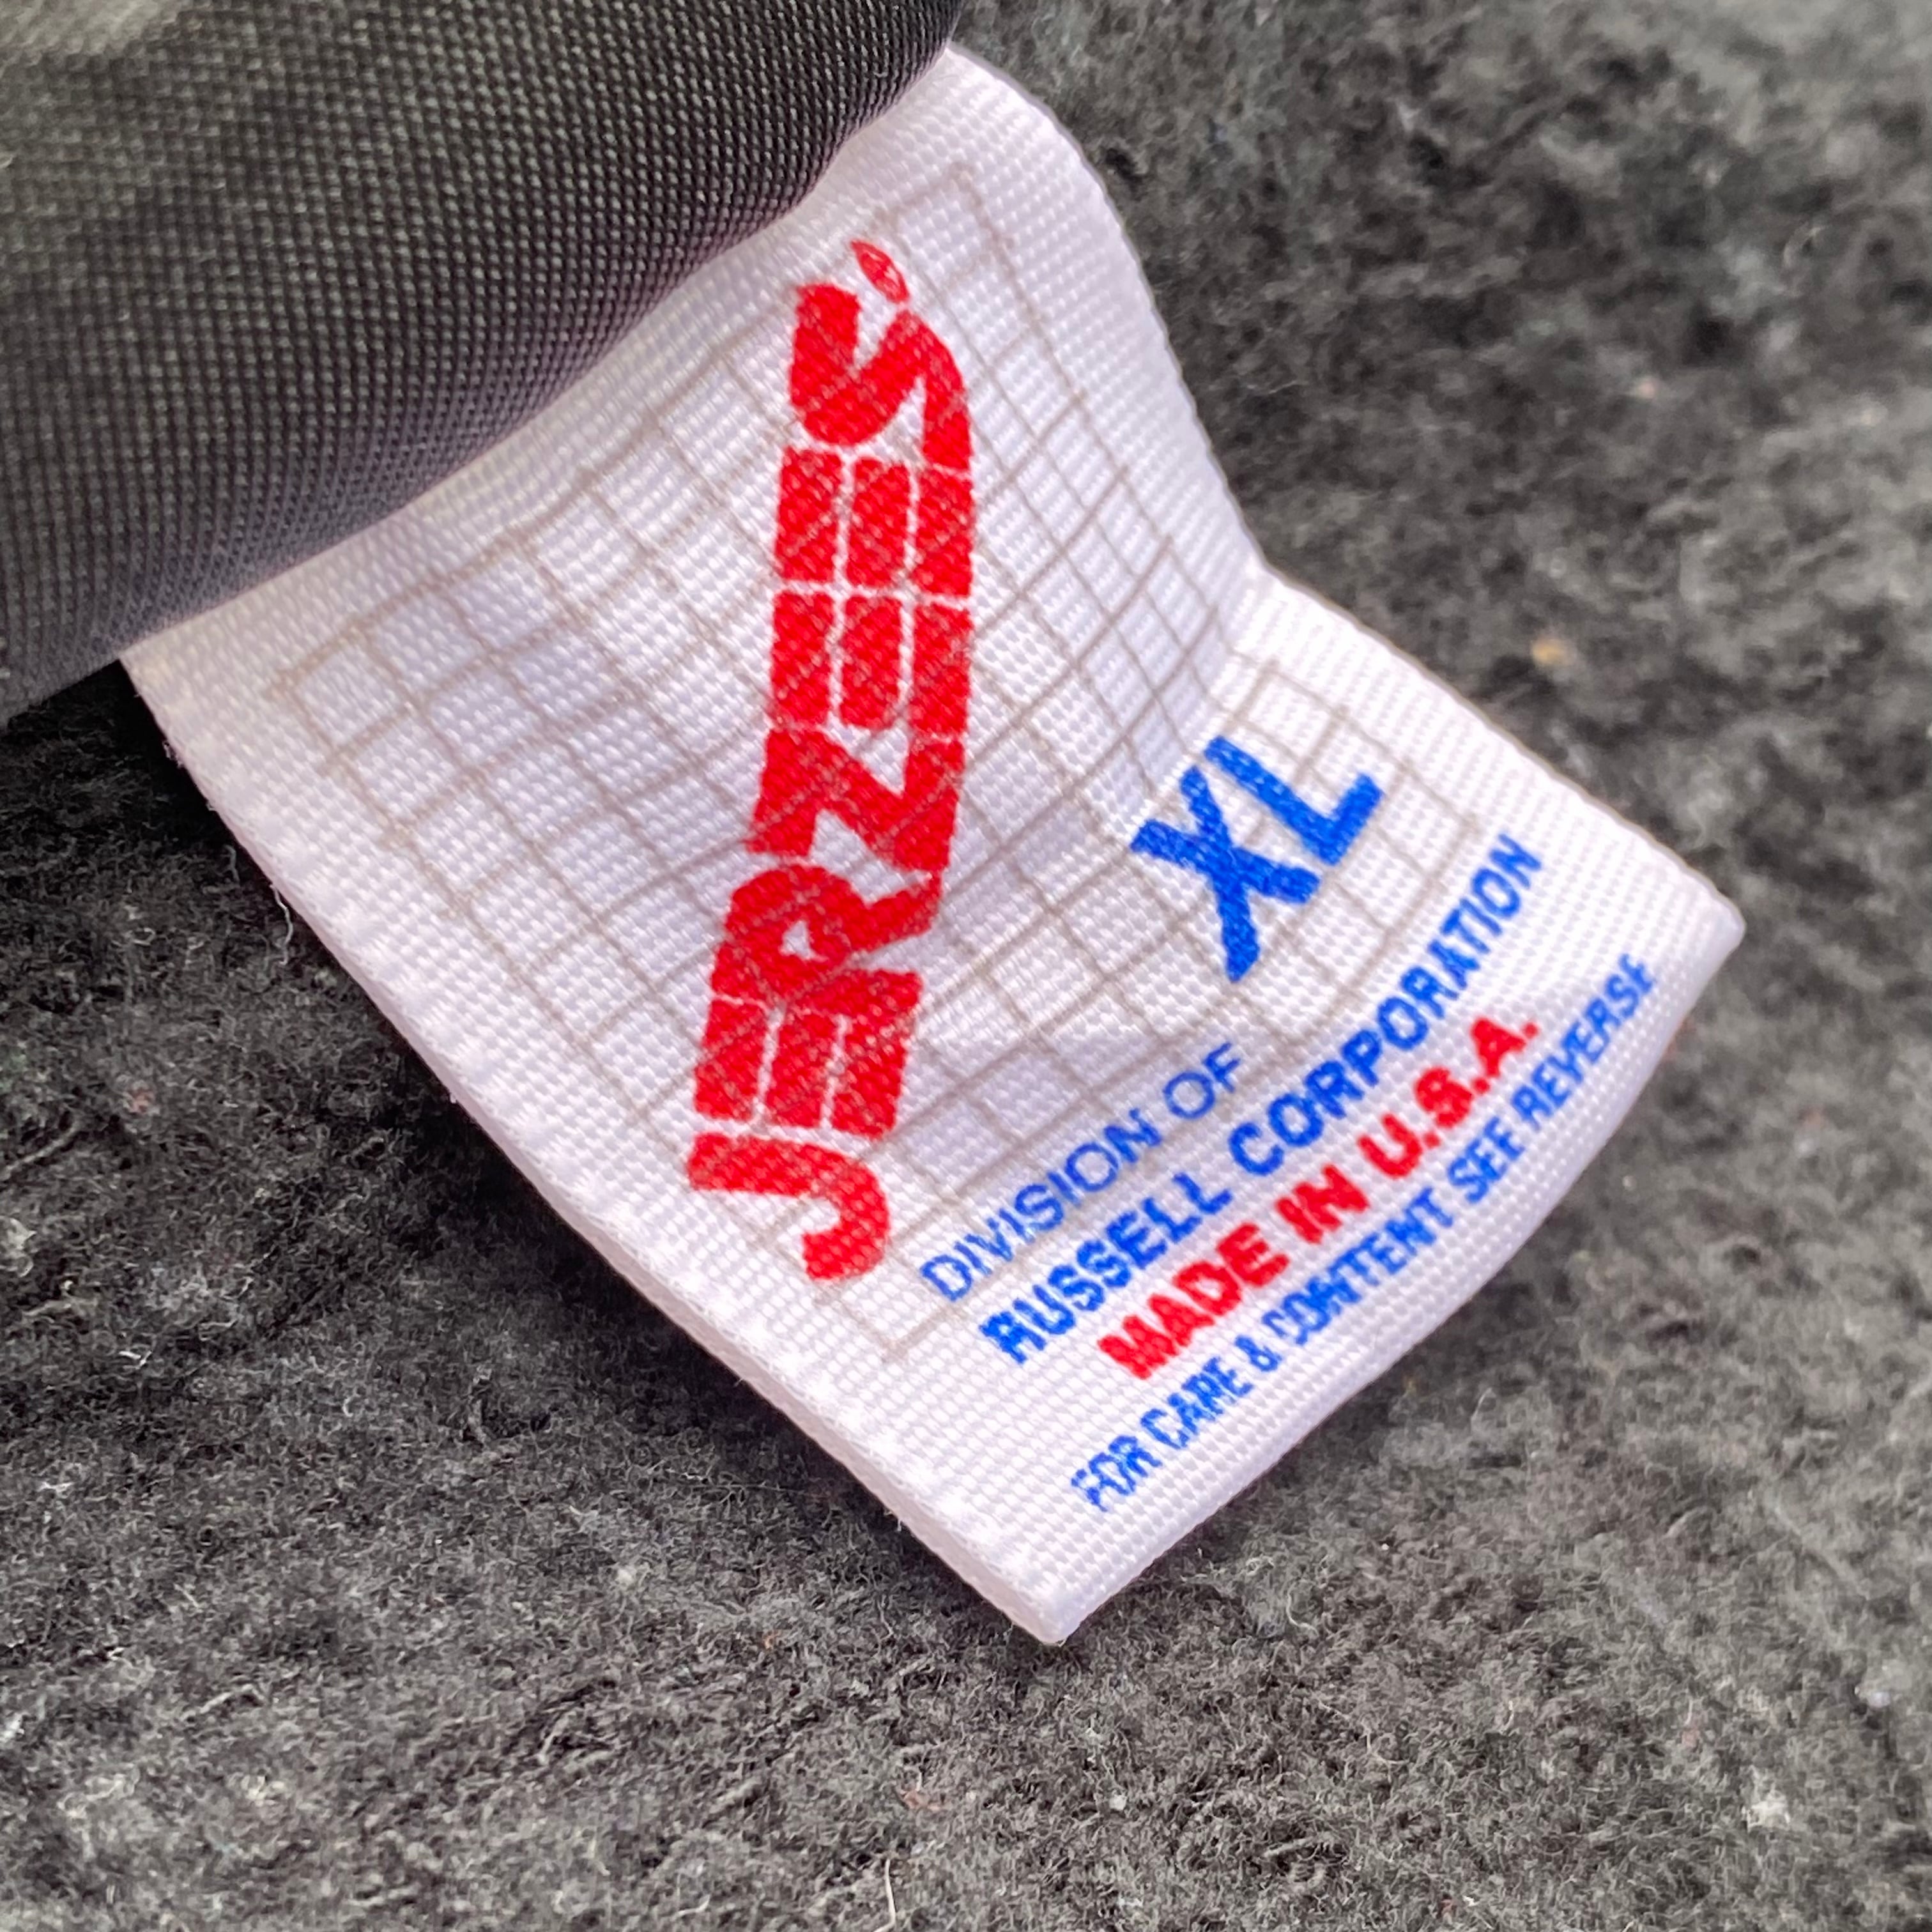 JERZEES'
XL
DIVISION OF
RUSSELL CORPORATION
MADE IN U.S.A.
FOR CARE & CONTENT SEE REVERSE